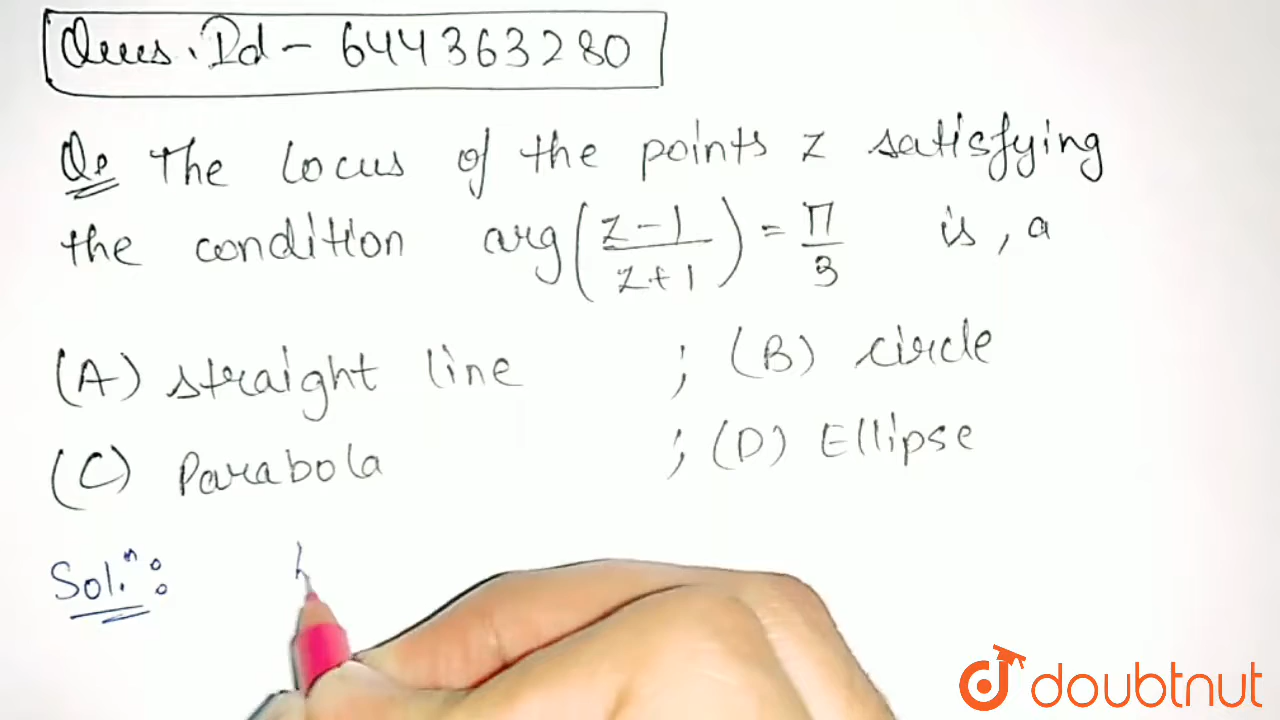 Ques. Id - 644363280
Q: The locus of the points z satisfying
the condition arg(z-1/z+1) = π/3 is, a
(A) straight line ; (B) circle
(C) Parabola ; (D) Ellipse
Sol.ⁿ:
doubtnut